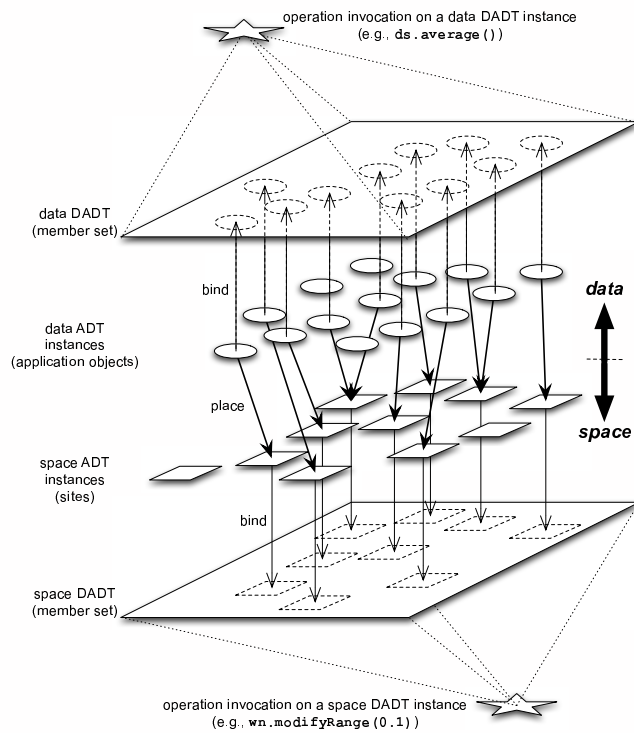 operation invocation on a data DADT instance
(e.g., ds.average())
data DADT
(member set)
bind
data
data ADT
instances
(application objects)
place
space
space ADT
instances
(sites)
bind
space DADT
(member set)
operation invocation on a space DADT instance
(e.g., wn.modifyRange(0.1))